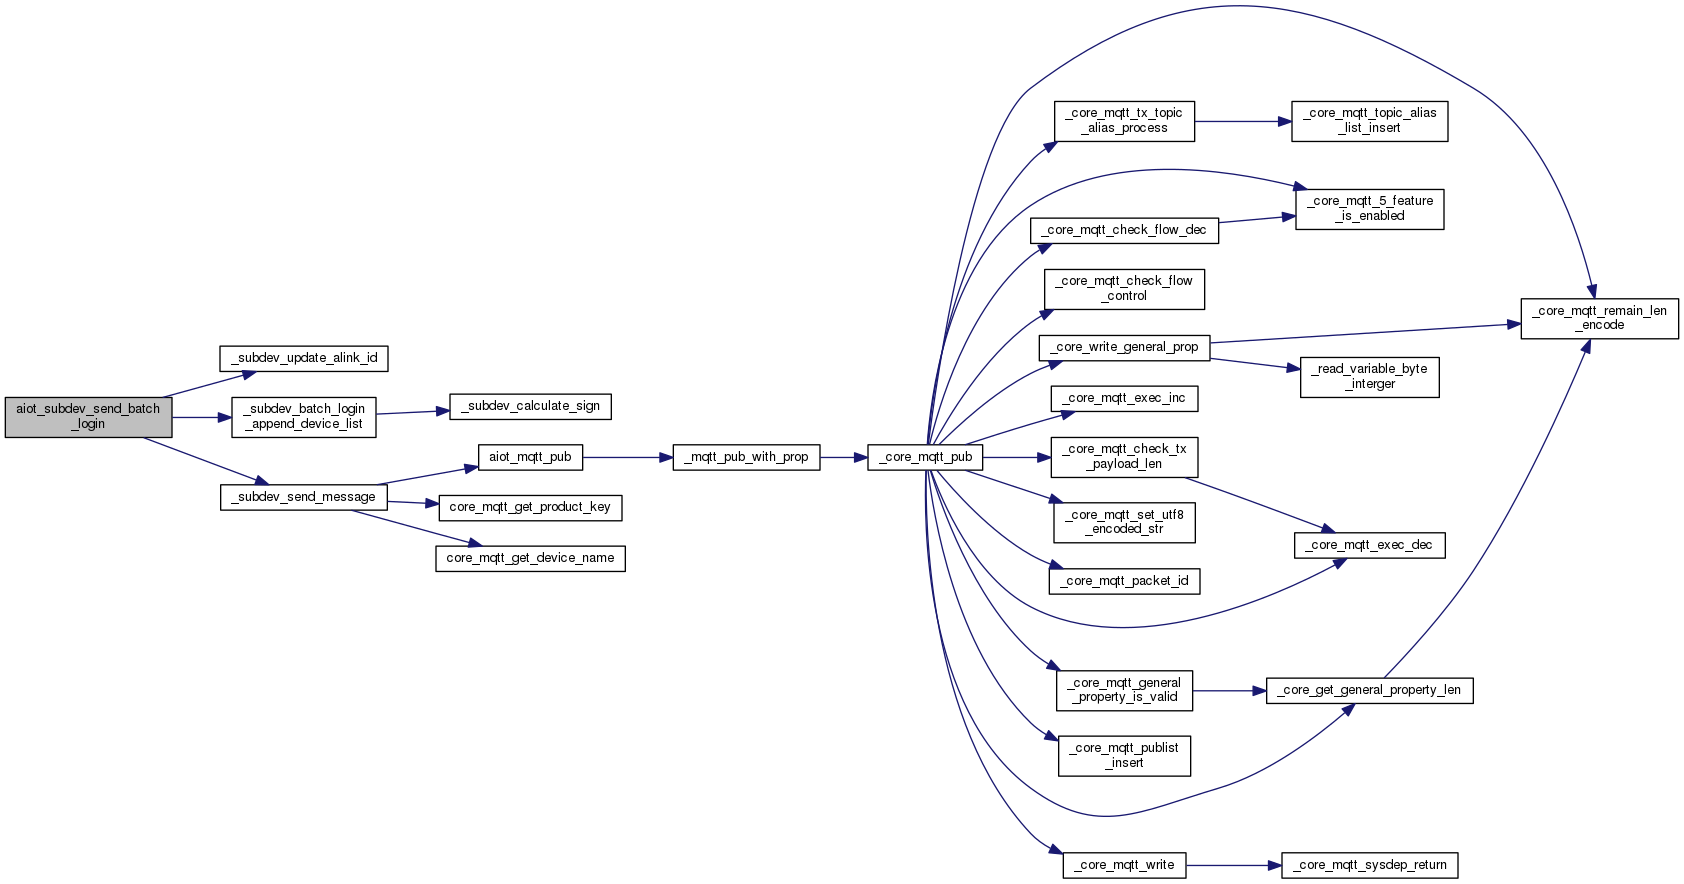 aiot_subdev_send_batch
_login
_subdev_update_alink_id
_subdev_batch_login
_append_device_list
_subdev_send_message
_subdev_calculate_sign
aiot_mqtt_pub
core_mqtt_get_product_key
core_mqtt_get_device_name
_mqtt_pub_with_prop
_core_mqtt_pub
_core_mqtt_tx_topic
_alias_process
_core_mqtt_check_flow_dec
_core_mqtt_check_flow
_control
_core_write_general_prop
_core_mqtt_exec_inc
_core_mqtt_check_tx
_payload_len
_core_mqtt_set_utf8
_encoded_str
_core_mqtt_packet_id
_core_mqtt_general
_property_is_valid
_core_mqtt_publist
_insert
_core_mqtt_write
_core_mqtt_topic_alias
_list_insert
_core_mqtt_5_feature
_is_enabled
_read_variable_byte
_interger
_core_mqtt_exec_dec
_core_get_general_property_len
_core_mqtt_sysdep_return
_core_mqtt_remain_len
_encode